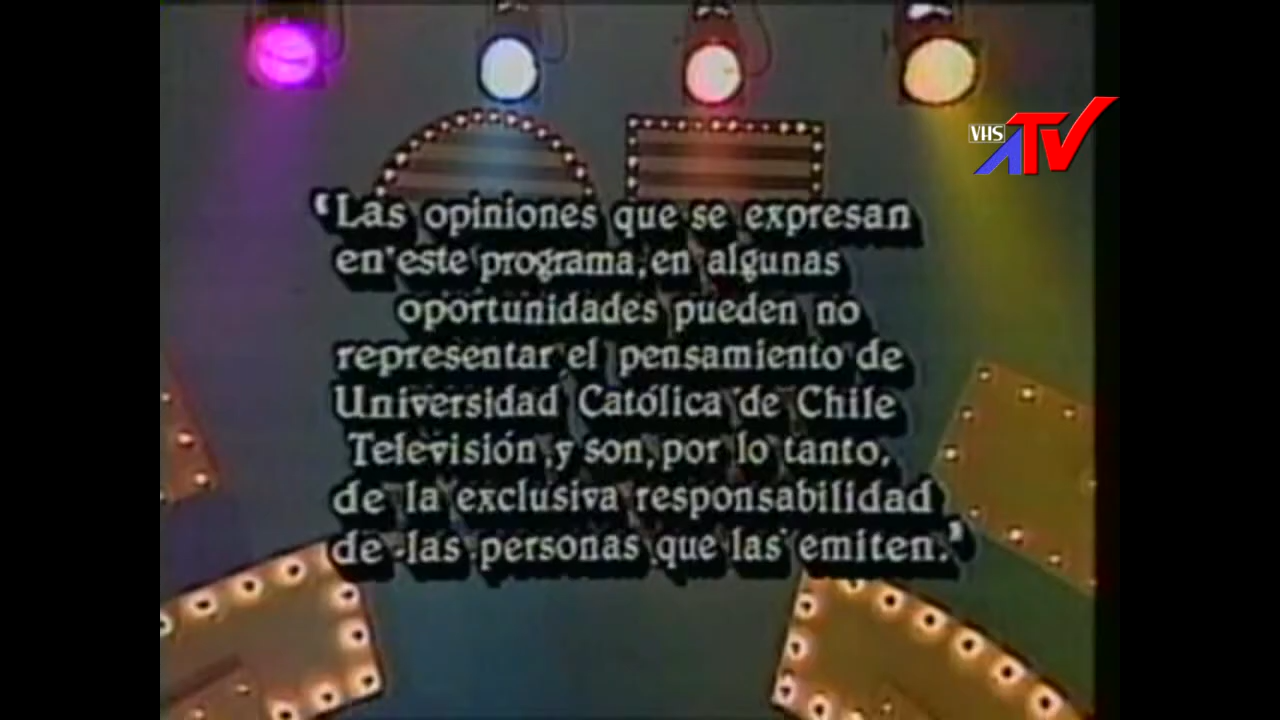 VHS ATV
“Las opiniones que se expresan
en este programa, en algunas
oportunidades pueden no
representar el pensamiento de
Universidad Católica de Chile
Televisión, y son, por lo tanto,
de la exclusiva responsabilidad
de las personas que las emiten.”